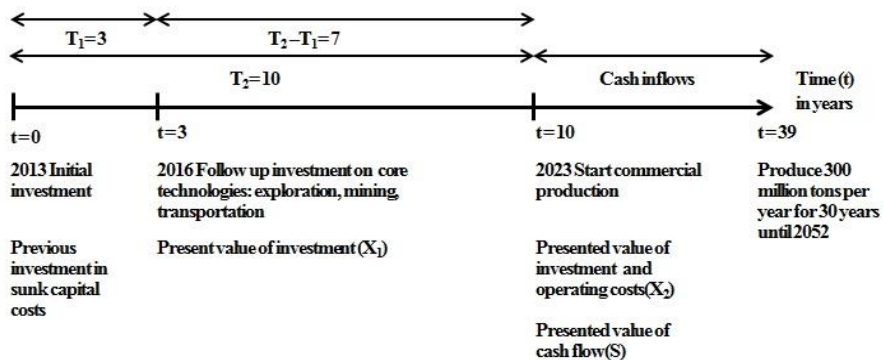 T₁=3
T₂–T₁=7
T₂=10
Cash inflows
Time (t)
in years
t=0
t=3
t=10
t=39
2013 Initial
investment
2016 Follow up investment on core
technologies: exploration, mining,
transportation
2023 Start commercial
production
Produce 300
million tons per
year for 30 years
until 2052
Previous
investment in
sunk capital
costs
Present value of investment (X₁)
Presented value of
investment and
operating costs(X₂)
Presented value of
cash flow(S)